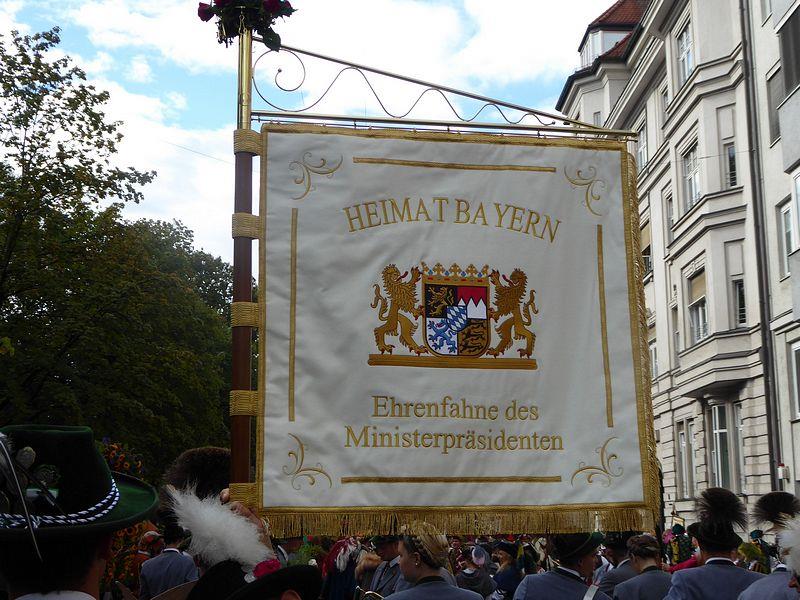 HEIMAT BAYERN
Ehrenfahne des
Ministerpräsidenten